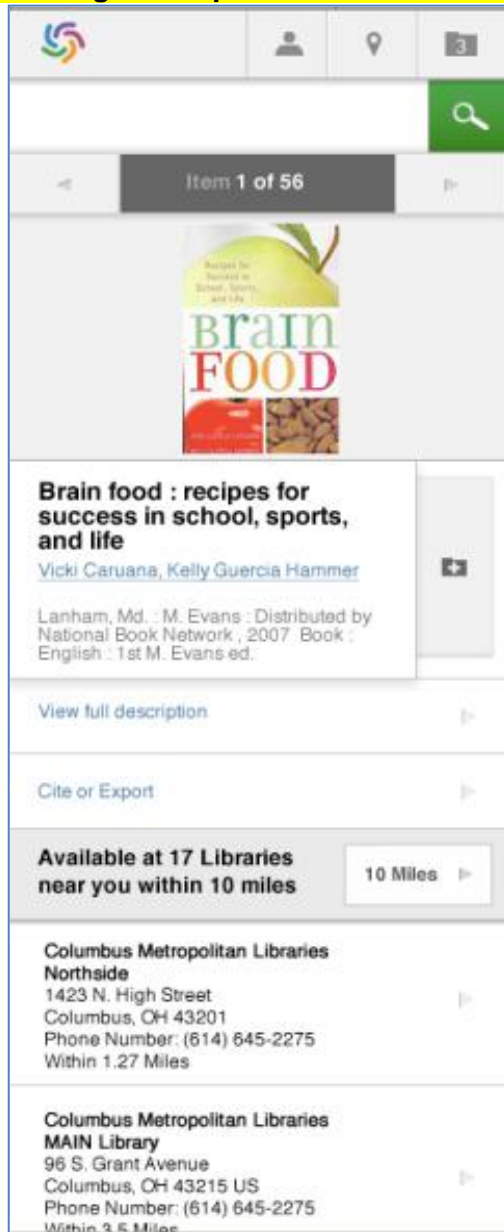 3
Item 1 of 56
Recipes for
Success in
School, Sports,
and Life
Brain
FOOD
Brain food : recipes for
success in school, sports,
and life
Vicki Caruana, Kelly Guercia Hammer
Lanham, Md. : M. Evans : Distributed by
National Book Network , 2007 Book :
English : 1st M. Evans ed.
View full description
Cite or Export
Available at 17 Libraries
near you within 10 miles
10 Miles
Columbus Metropolitan Libraries
Northside
1423 N. High Street
Columbus, OH 43201
Phone Number: (614) 645-2275
Within 1.27 Miles
Columbus Metropolitan Libraries
MAIN Library
96 S. Grant Avenue
Columbus, OH 43215 US
Phone Number: (614) 645-2275
Within 3.5 Miles